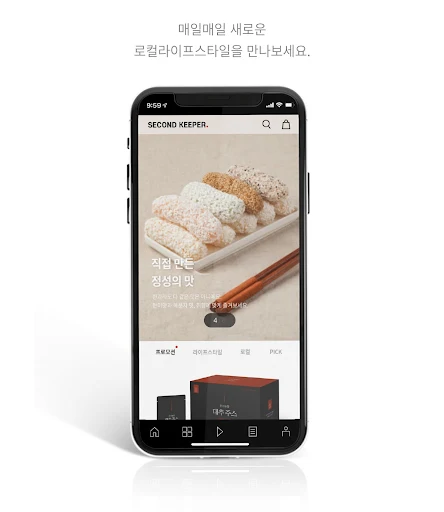 매일매일 새로운
로컬라이프스타일을 만나보세요.
9:59
SECOND KEEPER.
직접 만든
정성의 맛
4
프로모션 라이프스타일 로컬 PICK
대추 주스